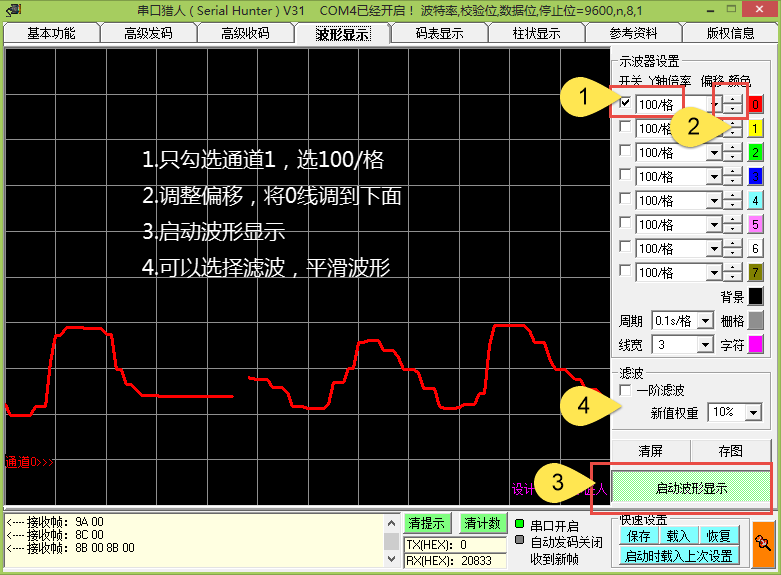 串口猎人 ( Serial Hunter ) V31 COM4已经开启！ 波特率,校验位,数据位,停止位=9600,n,8,1
基本功能 高级发码 高级收码 波形显示 码表显示 柱状显示 参考资料 版权信息
示波器设置
开关 Y轴倍率 偏移 颜色
1
100/格 0
100/格 1
2
100/格 2
100/格
100/格 4
100/格 5
100/格 6
100/格 7
1.只勾选通道1，选100/格
2.调整偏移，将0线调到下面
3.启动波形显示
4.可以选择滤波，平滑波形
背景
周期 0.1s/格 栅格
线宽 3 字符
滤波
一阶滤波
4
新值权重 10%
清屏 存图
通道0>>>
设计
人
3
启动波形显示
<--- 接收帧：9A 00
<--- 接收帧：8C 00
<--- 接收帧：8B 00 8B 00
清提示 清计数
TX(HEX)：0
RX(HEX)：20833
串口开启
自动发码关闭
收到新帧
快速设置
保存 载入 恢复
启动时载入上次设置